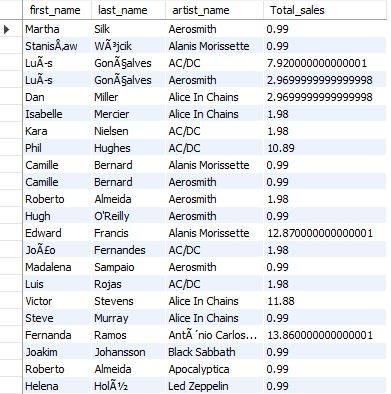 first_name last_name artist_name Total_sales
Martha Silk Aerosmith 0.99
StanisÅ‚aw WÃ³jcik Alanis Morissette 0.99
LuÃ-s GonÃ§alves AC/DC 7.920000000000001
LuÃ-s GonÃ§alves Aerosmith 2.9699999999999998
Dan Miller Alice In Chains 2.9699999999999998
Isabelle Mercier Alice In Chains 1.98
Kara Nielsen AC/DC 1.98
Phil Hughes AC/DC 10.89
Camille Bernard Alanis Morissette 0.99
Camille Bernard Aerosmith 0.99
Roberto Almeida Aerosmith 1.98
Hugh O'Reilly Aerosmith 0.99
Edward Francis Alanis Morissette 12.870000000000001
JoÃ£o Fernandes AC/DC 1.98
Madalena Sampaio Aerosmith 0.99
Luis Rojas AC/DC 1.98
Victor Stevens Alice In Chains 11.88
Steve Murray Alice In Chains 0.99
Fernanda Ramos AntÃ´nio Carlos... 13.860000000000001
Joakim Johansson Black Sabbath 0.99
Roberto Almeida Apocalyptica 0.99
Helena HolÃ½ Led Zeppelin 0.99